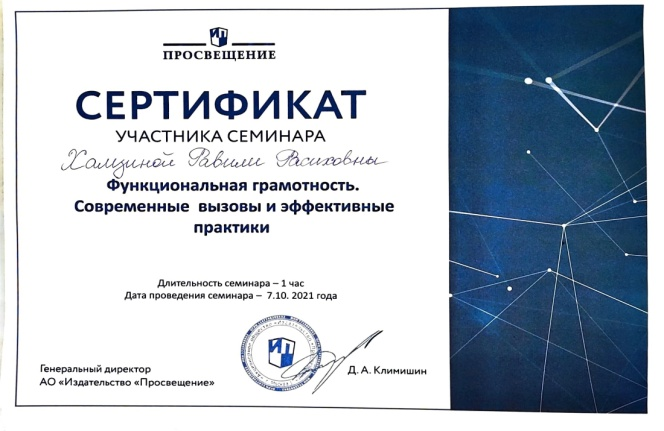 ПРОСВЕЩЕНИЕ
СЕРТИФИКАТ
УЧАСТНИКА СЕМИНАРА
Халзиной Равили Расиховны
Функциональная грамотность.
Современные вызовы и эффективные
практики
Длительность семинара – 1 час
Дата проведения семинара – 7.10. 2021 года
Генеральный директор
АО «Издательство «Просвещение»
Д. А. Климишин